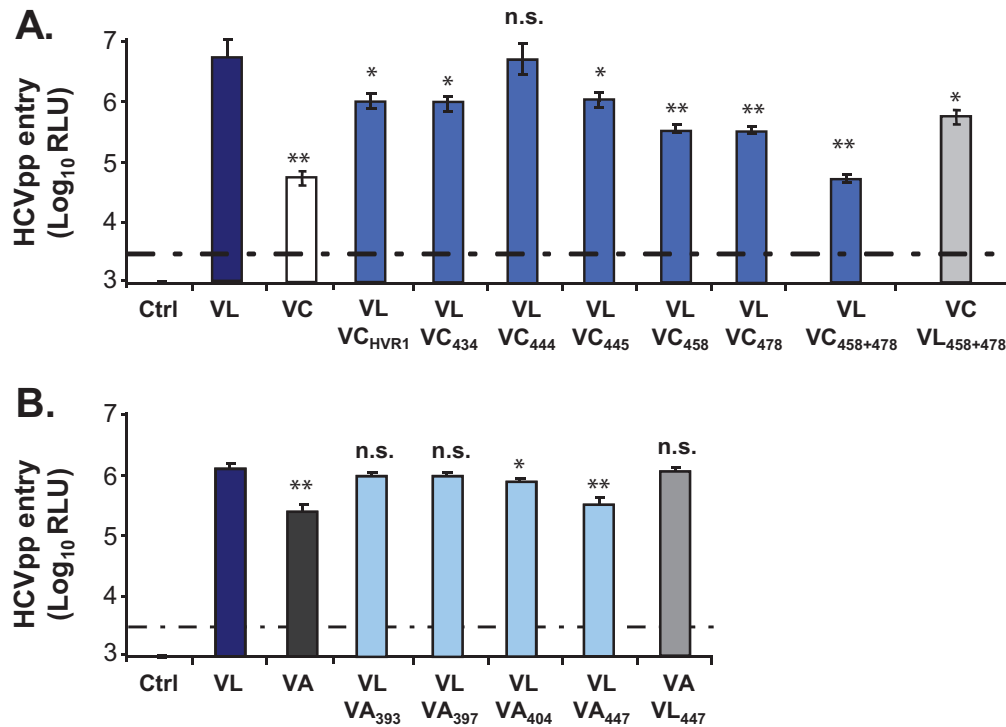 A.
n.s.
7
*
*
*
**
**
*
6
**
**
5
4
3
HCVpp entry
(Log10 RLU)
Ctrl VL VC VL VL VL VL VL VL VL VC
VCHVR1 VC434 VC444 VC445 VC458 VC478 VC458+478 VL458+478
B.
7
n.s. n.s. * n.s.
6
** **
5
4
3
HCVpp entry
(Log10 RLU)
Ctrl VL VA VL VL VL VL VA
VA393 VA397 VA404 VA447 VL447